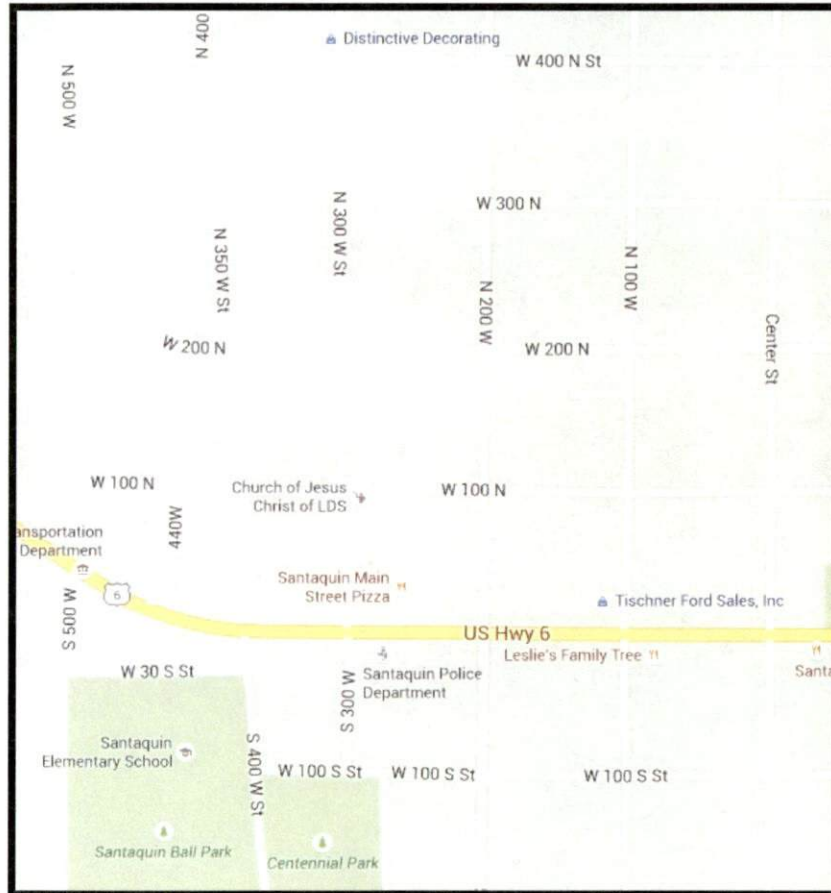 N 400
Distinctive Decorating
W 400 N St
N 500 W
N 300 W St
W 300 N
N 350 W St
N 200 W
N 100 W
Center St
W 200 N
W 200 N
W 100 N
440W
Church of Jesus
Christ of LDS
W 100 N
ansportation
Department
6
Santaquin Main
Street Pizza
Tischner Ford Sales, Inc
S 500 W
US Hwy 6
Leslie's Family Tree
Santa
W 30 S St
S 300 W
Santaquin Police
Department
Santaquin
Elementary School
S 400 W St
W 100 S St
W 100 S St
W 100 S St
Santaquin Ball Park
Centennial Park